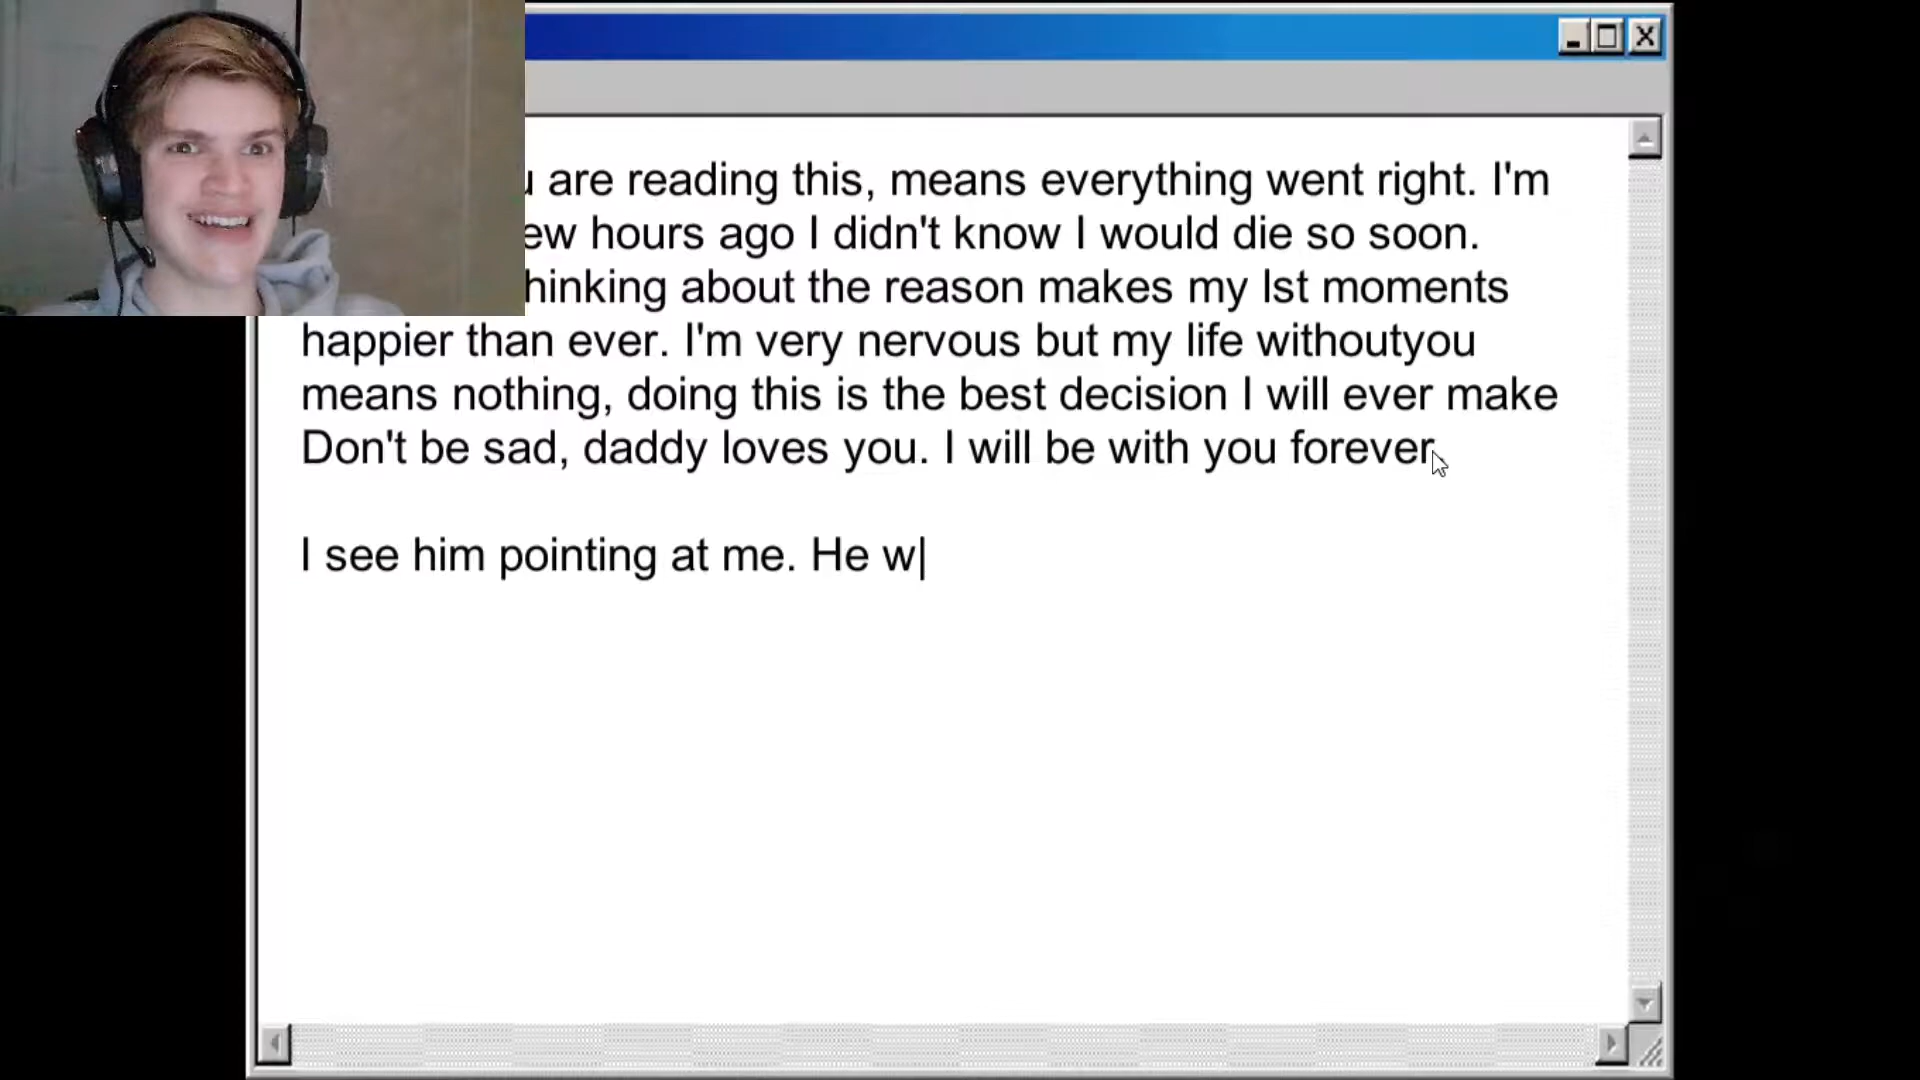 are reading this, means everything went right. I'm
hours ago I didn't know I would die so soon.
about the reason makes my lst moments
happier than ever. I'm very nervous but my life withoutyou
means nothing, doing this is the best decision I will ever make
Don't be sad, daddy loves you. I will be with you forever.
I see him pointing at me. He w